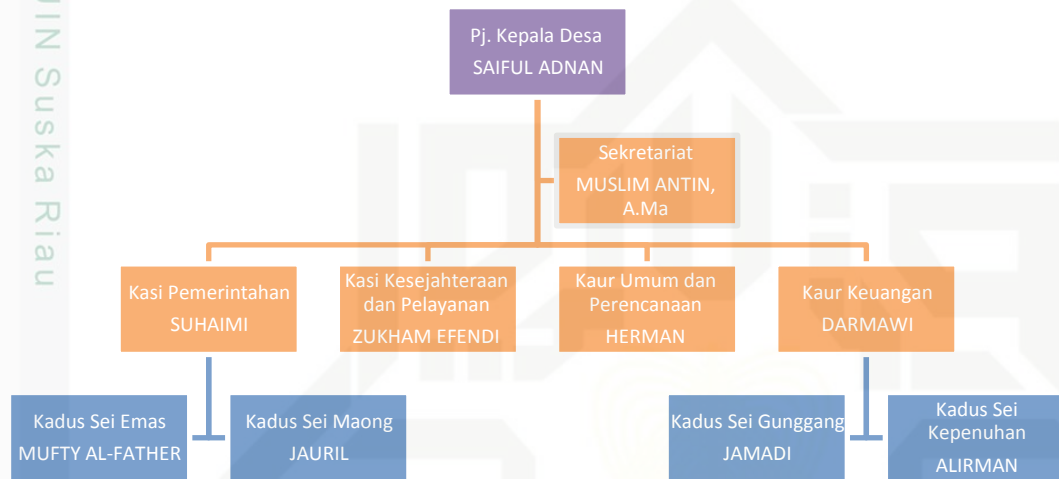 UIN Suska Riau
Pj. Kepala Desa
SAIFUL ADNAN
Sekretariat
MUSLIM ANTIN,
A.Ma
Kasi Pemerintahan
SUHAIMI
Kasi Kesejahteraan
dan Pelayanan
ZUKHAM EFENDI
Kaur Umum dan
Perencanaan
HERMAN
Kaur Keuangan
DARMAWI
Kadus Sei Emas
MUFTY AL-FATHER
Kadus Sei Maong
JAURIL
Kadus Sei Gunggang
JAMADI
Kadus Sei
Kepenuhan
ALIRMAN